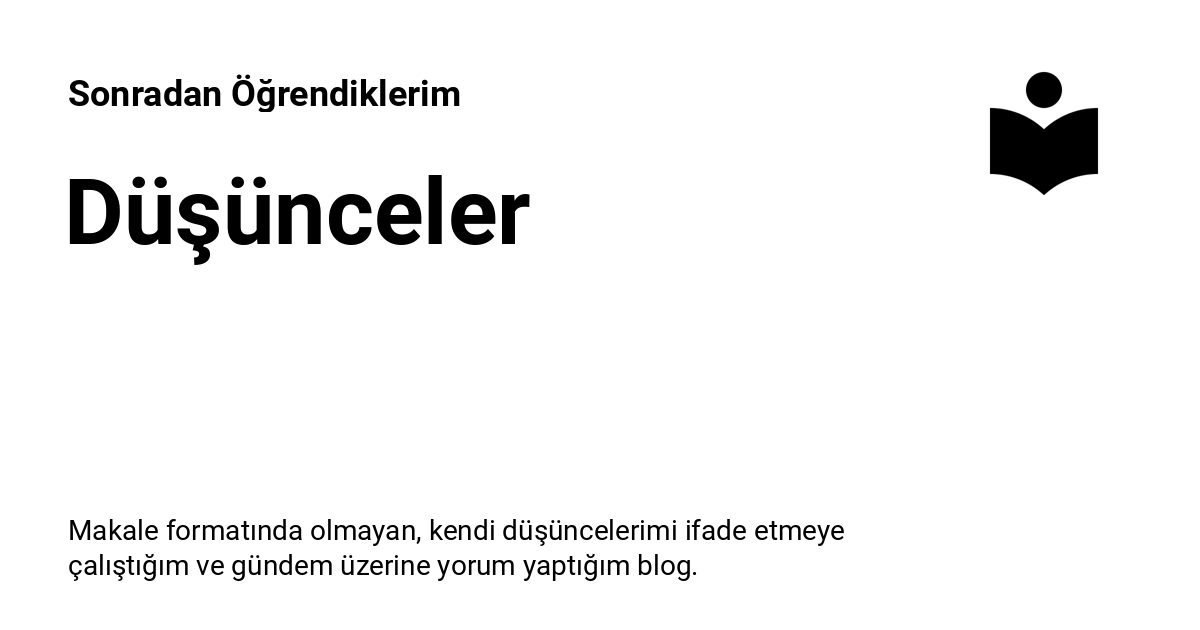 Sonradan Öğrendiklerim
Düşünceler
Makale formatında olmayan, kendi düşüncelerimi ifade etmeye
çalıştığım ve gündem üzerine yorum yaptığım blog.